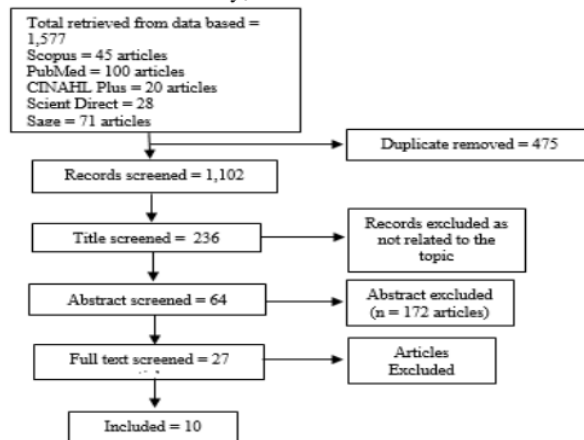 Total retrieved from data based =
1,577
Scopus = 45 articles
PubMed = 100 articles
CINAHL Plus = 20 articles
Scient Direct = 28
Sage = 71 articles
Duplicate removed = 475
Records screened = 1,102
Title screened = 236
Records excluded as
not related to the
topic
Abstract screened = 64
Abstract excluded
(n = 172 articles)
Full text screened = 27
Articles
Excluded
Included = 10